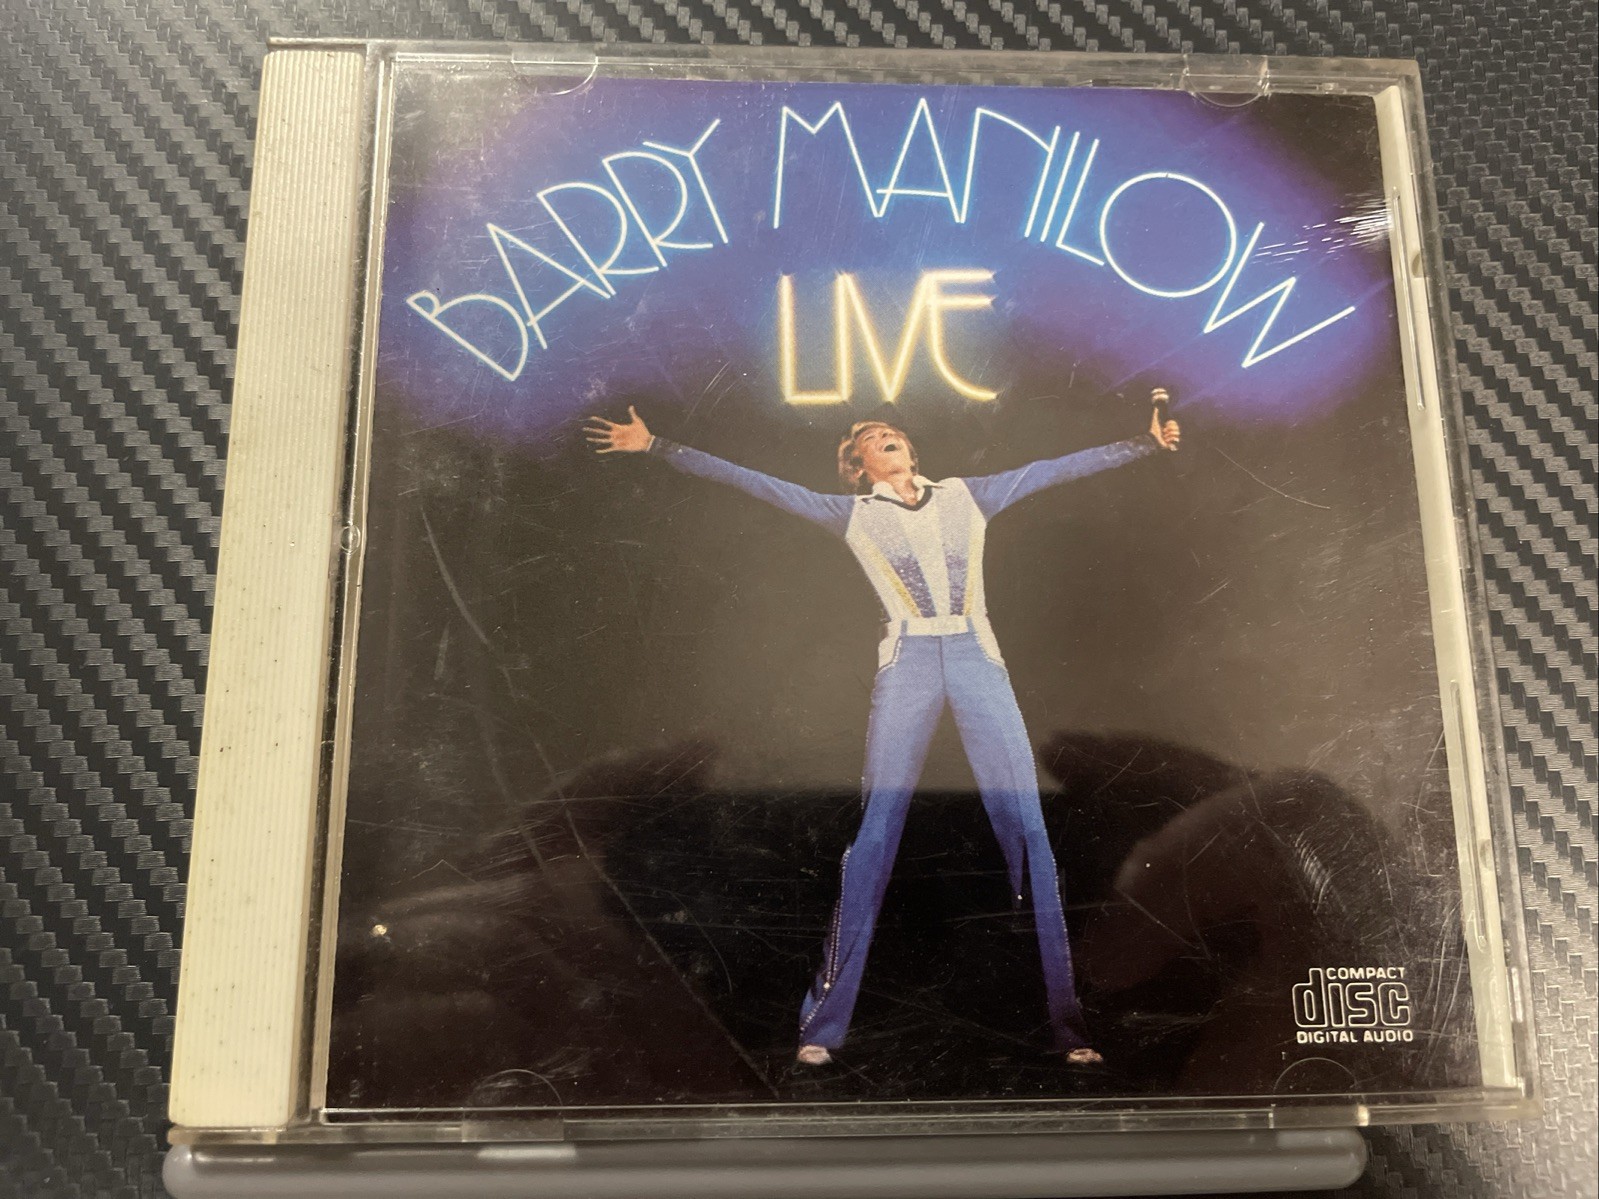 BARRY MANILOW
LIVE
COMPACT
disc
DIGITAL AUDIO